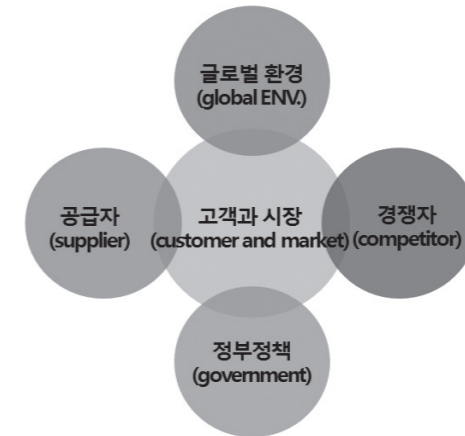 글로벌 환경
(global ENV.)
공급자
(supplier)
고객과 시장
(customer and market)
경쟁자
(competitor)
정부정책
(government)